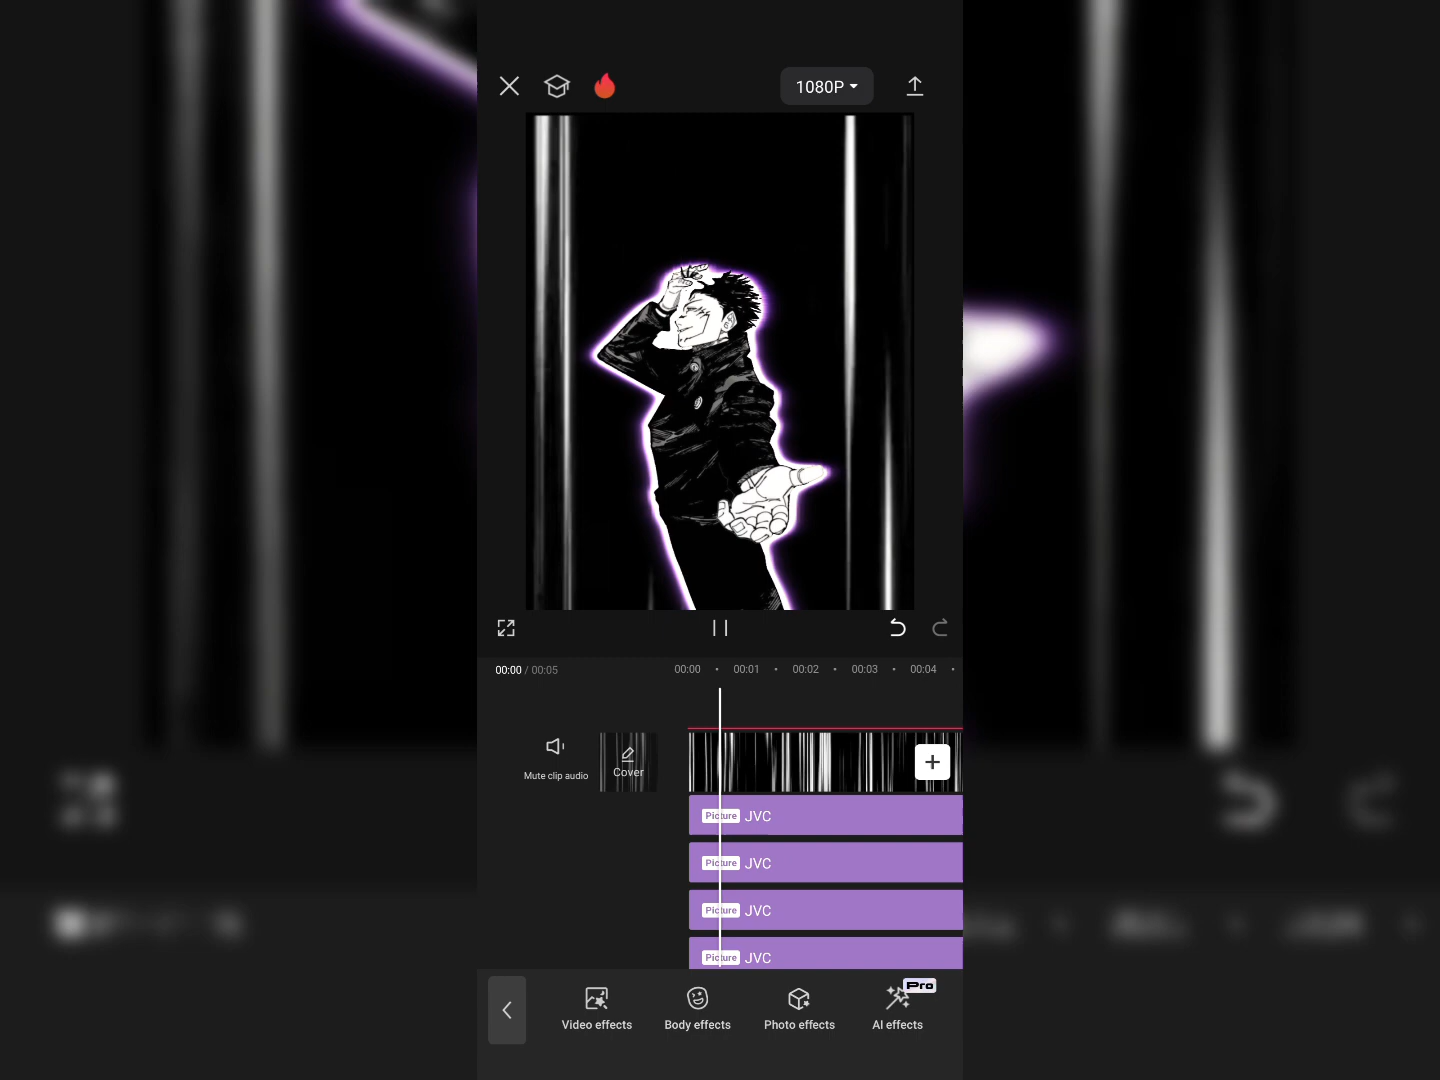 1080P
00:00 / 00:05
00:00 00:01 00:02 00:03 00:04
Mute clip audio
Cover
Picture JVC
Picture JVC
Picture JVC
Picture JVC
Pro
Video effects
Body effects
Photo effects
AI effects